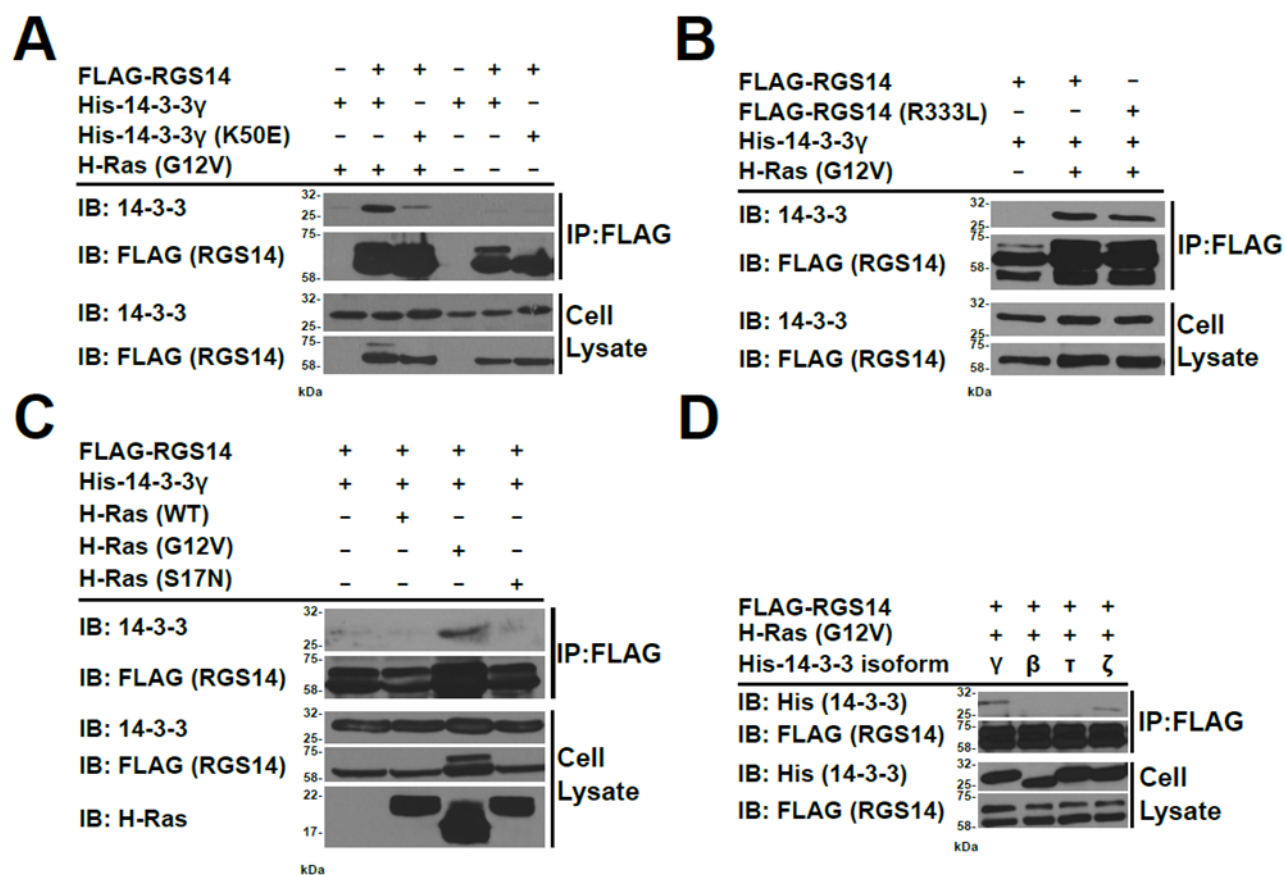 A
FLAG-RGS14 – + + – + +
His-14-3-3γ + + – + + –
His-14-3-3γ (K50E) – – + – – +
H-Ras (G12V) + + + – – –
IB: 14-3-3 32- 25-
IB: FLAG (RGS14) 75- 58-
IP:FLAG
IB: 14-3-3 32- 25-
IB: FLAG (RGS14) 75- 58-
Cell
Lysate
kDa
B
FLAG-RGS14 + + –
FLAG-RGS14 (R333L) – – +
His-14-3-3γ + + +
H-Ras (G12V) – + +
IB: 14-3-3 32- 25-
IB: FLAG (RGS14) 75- 58-
IP:FLAG
IB: 14-3-3 32- 25-
IB: FLAG (RGS14) 75- 58-
Cell
Lysate
kDa
C
FLAG-RGS14 + + + +
His-14-3-3γ + + + +
H-Ras (WT) – + – –
H-Ras (G12V) – – + –
H-Ras (S17N) – – – +
IB: 14-3-3 32- 25-
IB: FLAG (RGS14) 75- 58-
IP:FLAG
IB: 14-3-3 32- 25-
IB: FLAG (RGS14) 75- 58-
IB: H-Ras 22- 17-
Cell
Lysate
kDa
D
FLAG-RGS14 + + + +
H-Ras (G12V) + + + +
His-14-3-3 isoform γ β τ ζ
IB: His (14-3-3) 32- 25-
IB: FLAG (RGS14) 75- 58-
IP:FLAG
IB: His (14-3-3) 32- 25-
IB: FLAG (RGS14) 75- 58-
Cell
Lysate
kDa